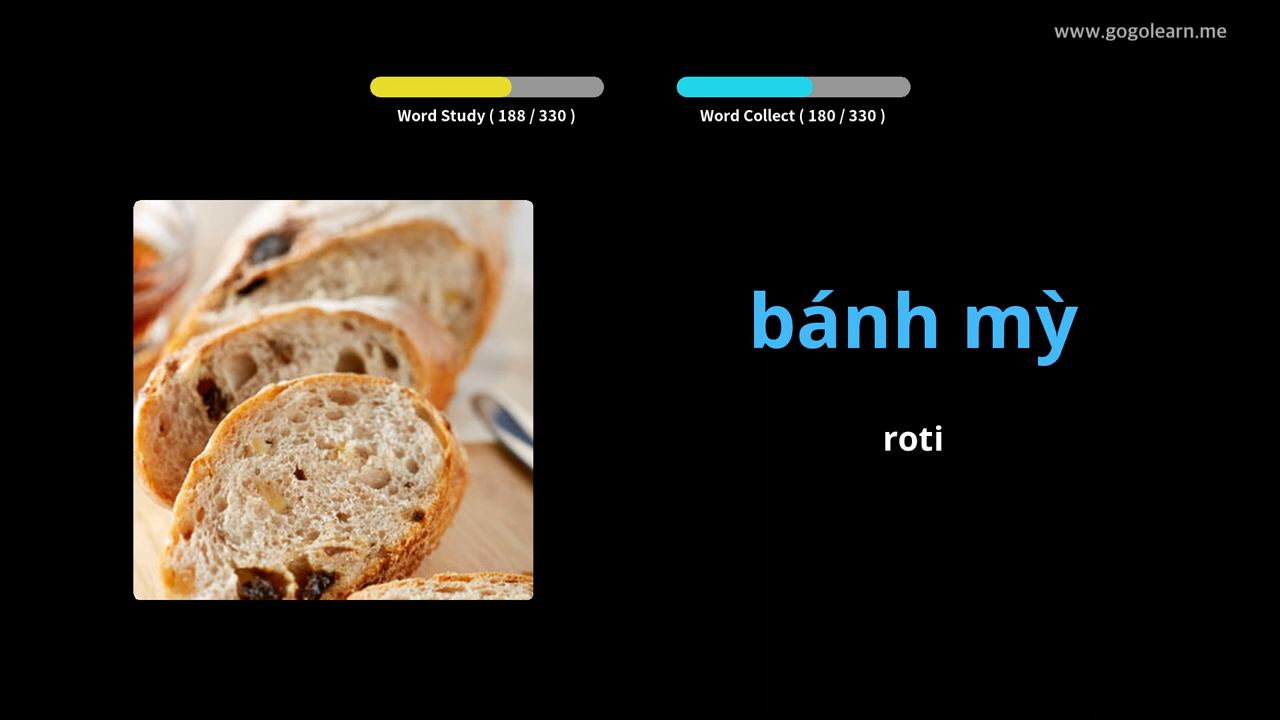 www.gogolearn.me
Word Study ( 188 / 330 )
Word Collect ( 180 / 330 )
bánh mỳ
roti